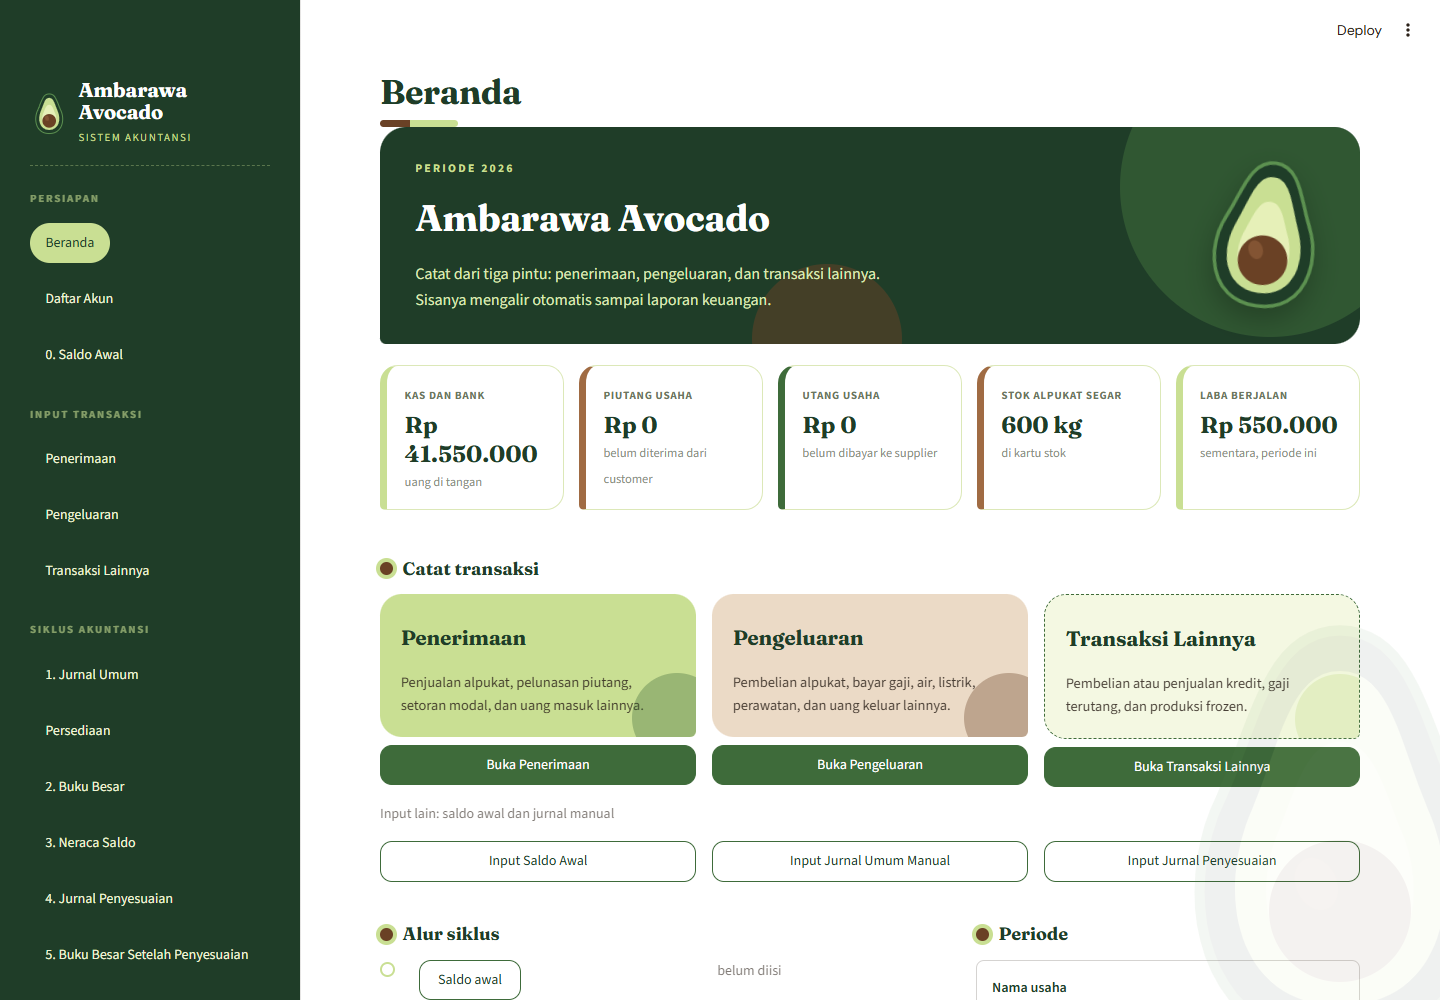 Deploy
Ambarawa
Avocado
SISTEM AKUNTANSI
PERSIAPAN
Beranda
Daftar Akun
0. Saldo Awal
INPUT TRANSAKSI
Penerimaan
Pengeluaran
Transaksi Lainnya
SIKLUS AKUNTANSI
1. Jurnal Umum
Persediaan
2. Buku Besar
3. Neraca Saldo
4. Jurnal Penyesuaian
5. Buku Besar Setelah Penyesuaian
Beranda
PERIODE 2026
Ambarawa Avocado
Catat dari tiga pintu: penerimaan, pengeluaran, dan transaksi lainnya.
Sisanya mengalir otomatis sampai laporan keuangan.
KAS DAN BANK
Rp
41.550.000
uang di tangan
PIUTANG USAHA
Rp 0
belum diterima dari
customer
UTANG USAHA
Rp 0
belum dibayar ke supplier
STOK ALPUKAT SEGAR
600 kg
di kartu stok
LABA BERJALAN
Rp 550.000
sementara, periode ini
Catat transaksi
Penerimaan
Penjualan alpukat, pelunasan piutang,
setoran modal, dan uang masuk lainnya.
Buka Penerimaan
Pengeluaran
Pembelian alpukat, bayar gaji, air, listrik,
perawatan, dan uang keluar lainnya.
Buka Pengeluaran
Transaksi Lainnya
Pembelian atau penjualan kredit, gaji
terutang, dan produksi frozen.
Buka Transaksi Lainnya
Input lain: saldo awal dan jurnal manual
Input Saldo Awal
Input Jurnal Umum Manual
Input Jurnal Penyesuaian
Alur siklus
Saldo awal
belum diisi
Periode
Nama usaha